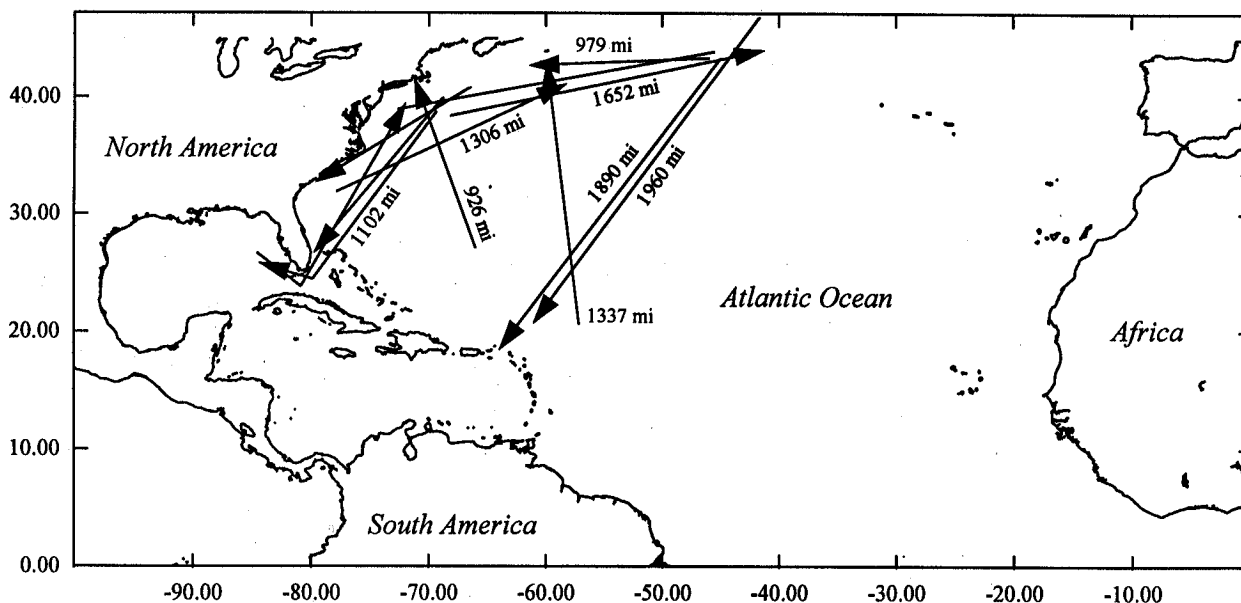 979 mi
40.00
1652 mi
North America
1306 mi
1890 mi
1960 mi
926 mi
1102 mi
30.00
Atlantic Ocean
1337 mi
20.00
Africa
10.00
South America
0.00
-90.00 -80.00 -70.00 -60.00 -50.00 -40.00 -30.00 -20.00 -10.00